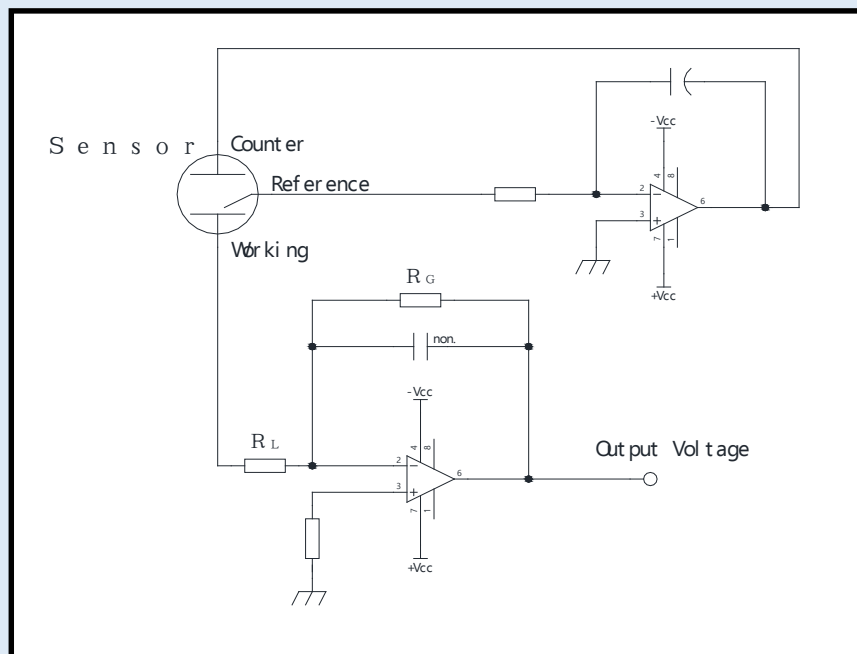 Sensor
Counter
Reference
Working
-Vcc
4
8
2
3
6
7
1
+Vcc
RG
non.
-Vcc
4
8
RL
2
3
6
7
1
+Vcc
Output Voltage